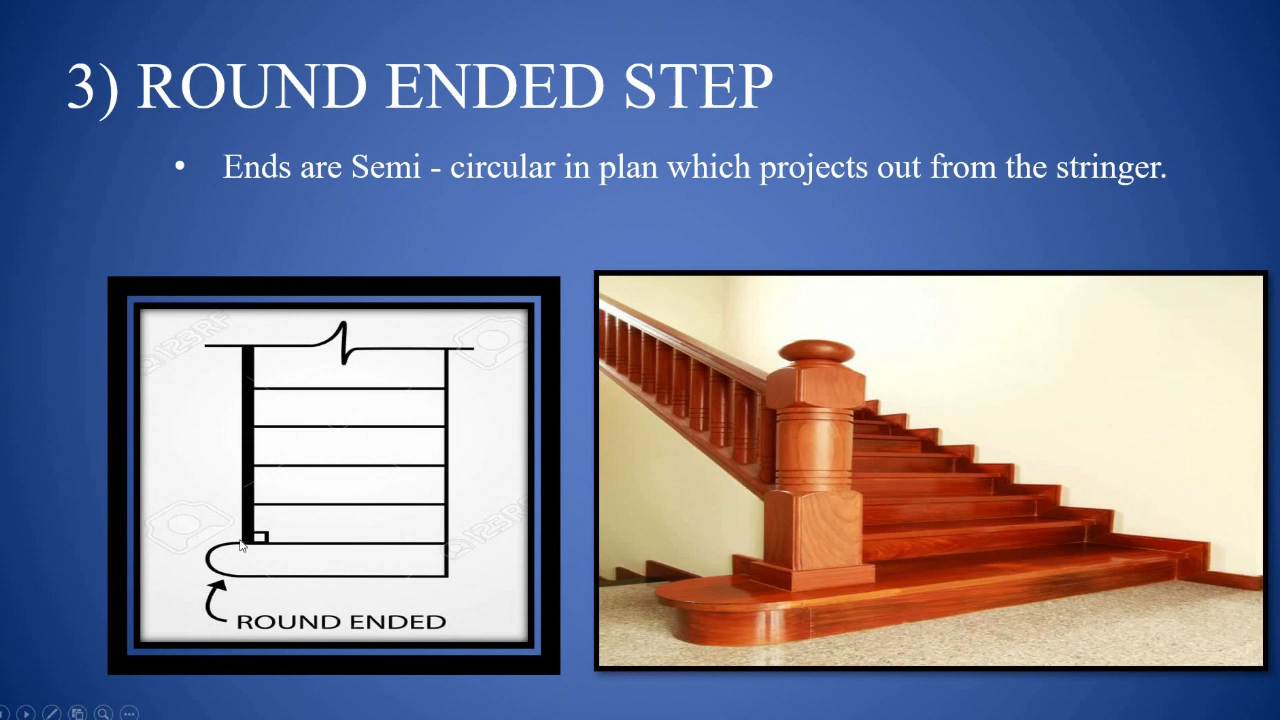 3) ROUND ENDED STEP
• Ends are Semi - circular in plan which projects out from the stringer.
ROUND ENDED